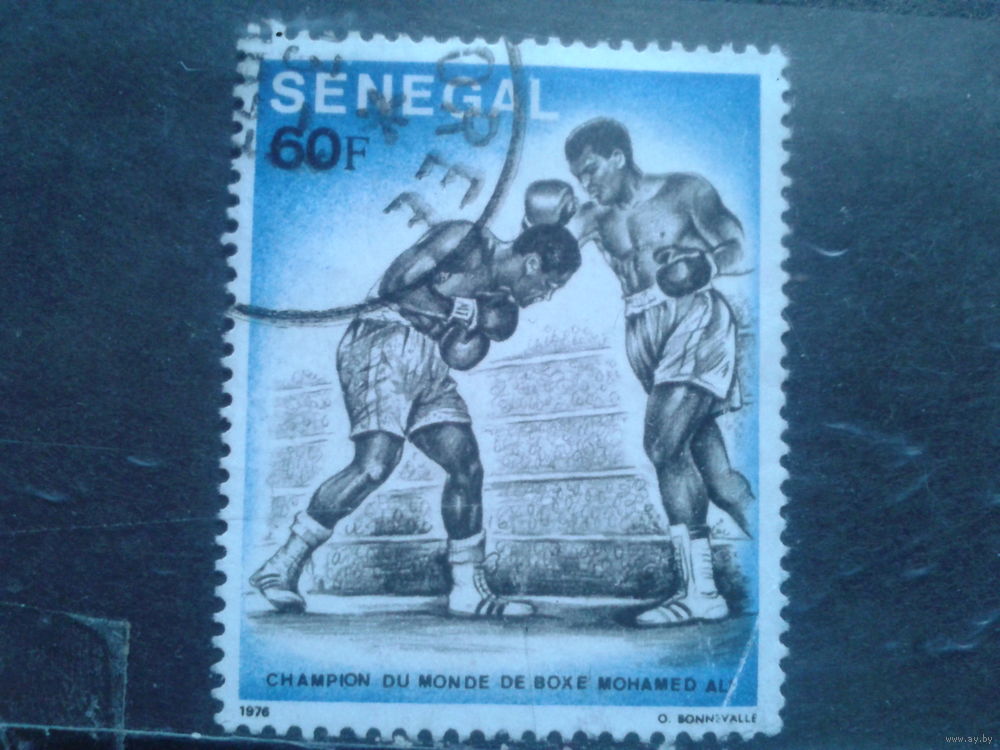 SENEGAL
60F
CHAMPION DU MONDE DE BOXE MOHAMED ALI
1976
O. BONNEVALLE
www.ay.by